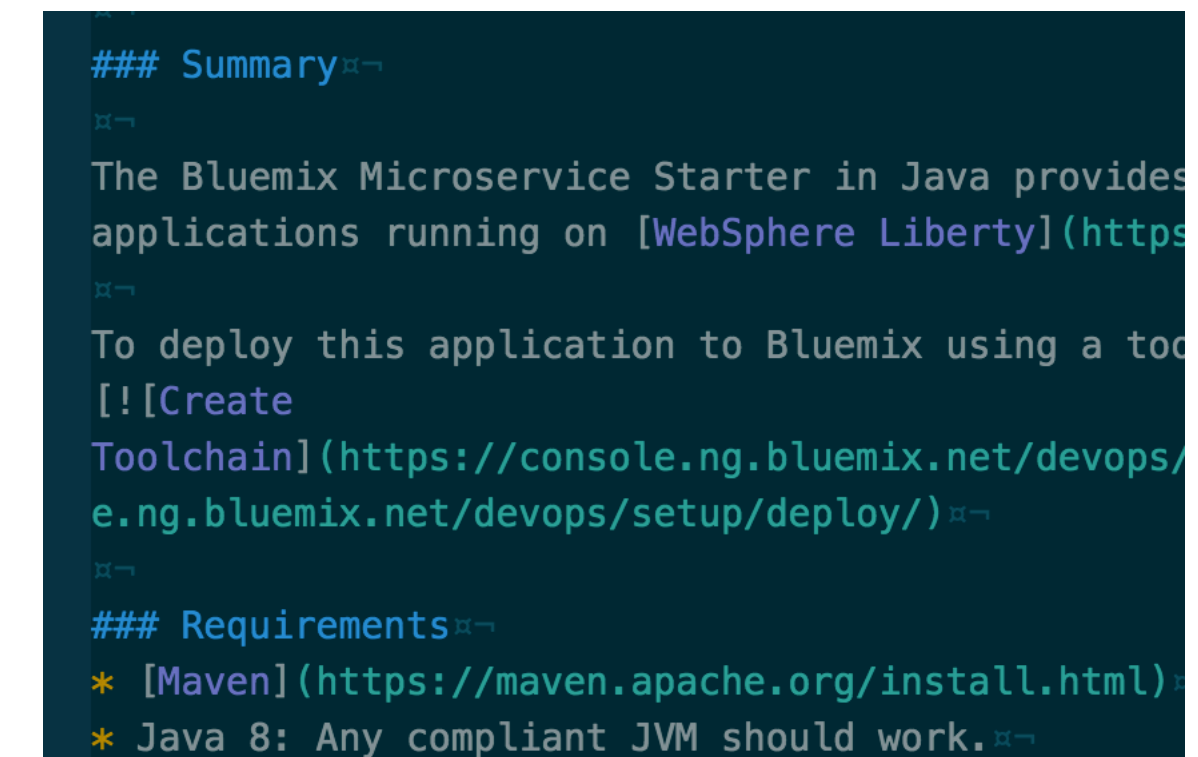 ### Summary¤¬
¤¬
The Bluemix Microservice Starter in Java provides
applications running on [WebSphere Liberty](https
¤¬
To deploy this application to Bluemix using a too
[![Create
Toolchain](https://console.ng.bluemix.net/devops/
e.ng.bluemix.net/devops/setup/deploy/)¤¬
¤¬
### Requirements¤¬
* [Maven](https://maven.apache.org/install.html)¤
* Java 8: Any compliant JVM should work.¤¬